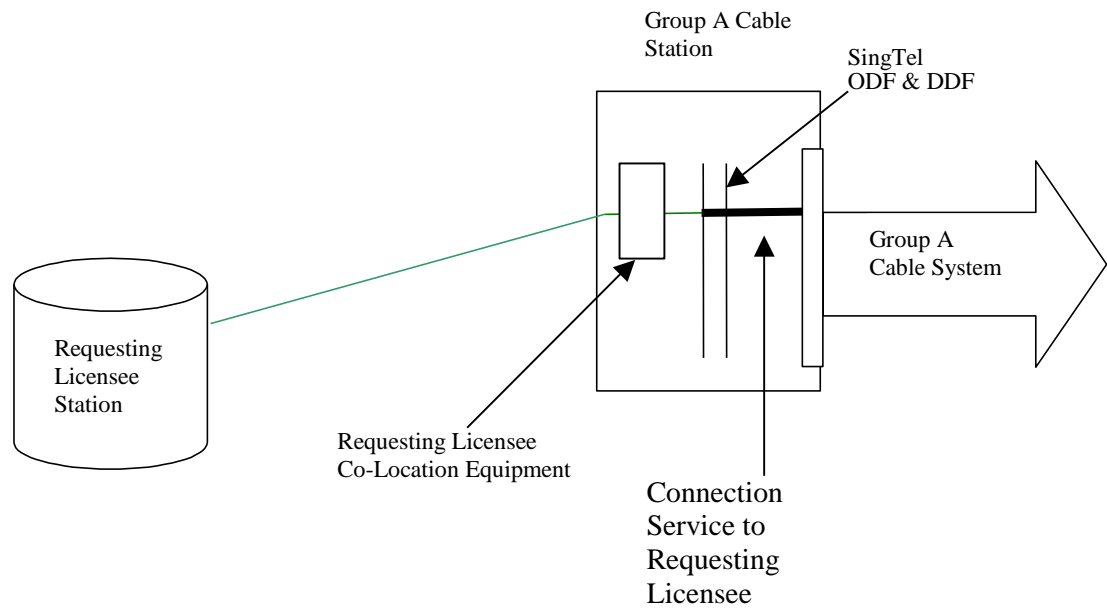 Group A Cable
Station
SingTel
ODF & DDF
Group A
Cable System
Requesting
Licensee
Station
Requesting Licensee
Co-Location Equipment
Connection
Service to
Requesting
Licensee